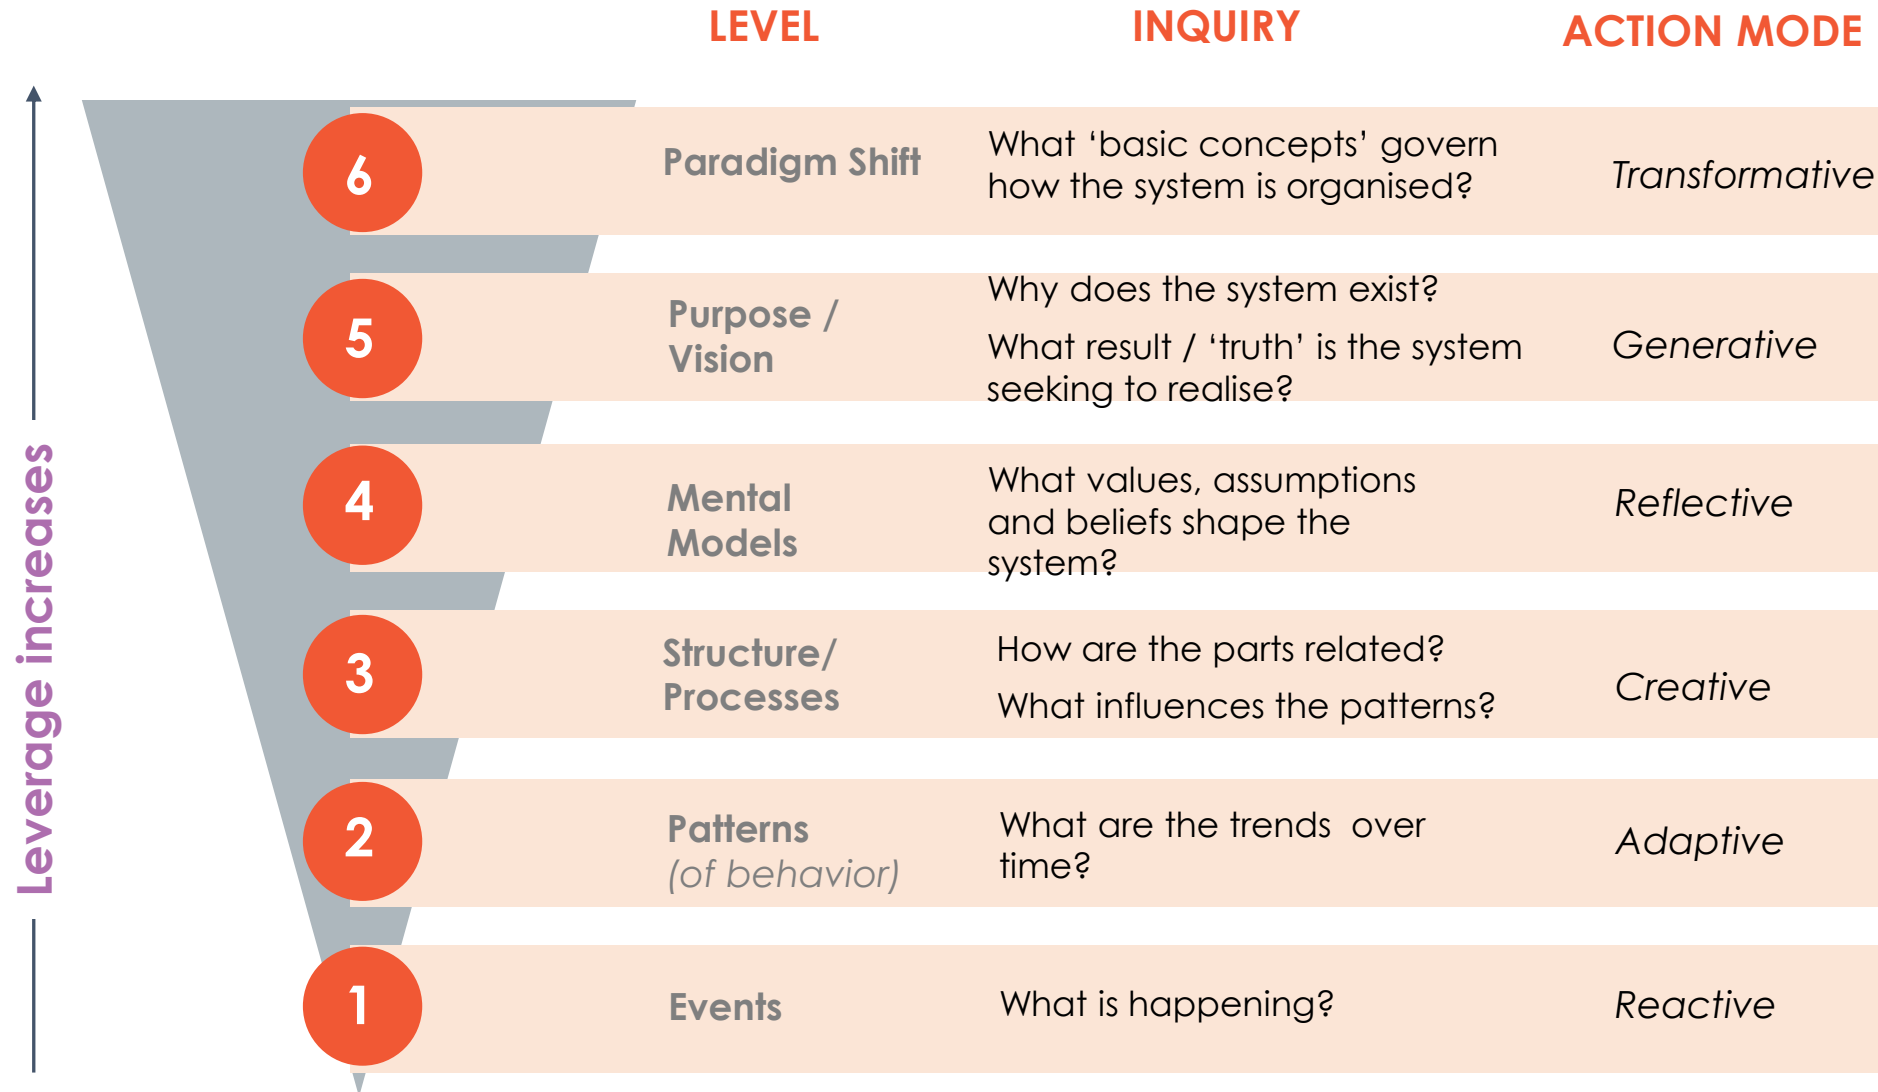 LEVEL
INQUIRY
ACTION MODE
6
Paradigm Shift
What ‘basic concepts’ govern
how the system is organised?
Transformative
5
Purpose /
Vision
Why does the system exist?
What result / ‘truth’ is the system
seeking to realise?
Generative
4
Mental
Models
What values, assumptions
and beliefs shape the
system?
Reflective
3
Structure/
Processes
How are the parts related?
What influences the patterns?
Creative
2
Patterns
(of behavior)
What are the trends  over
time?
Adaptive
1
Events
What is happening?
Reactive
Leverage increases